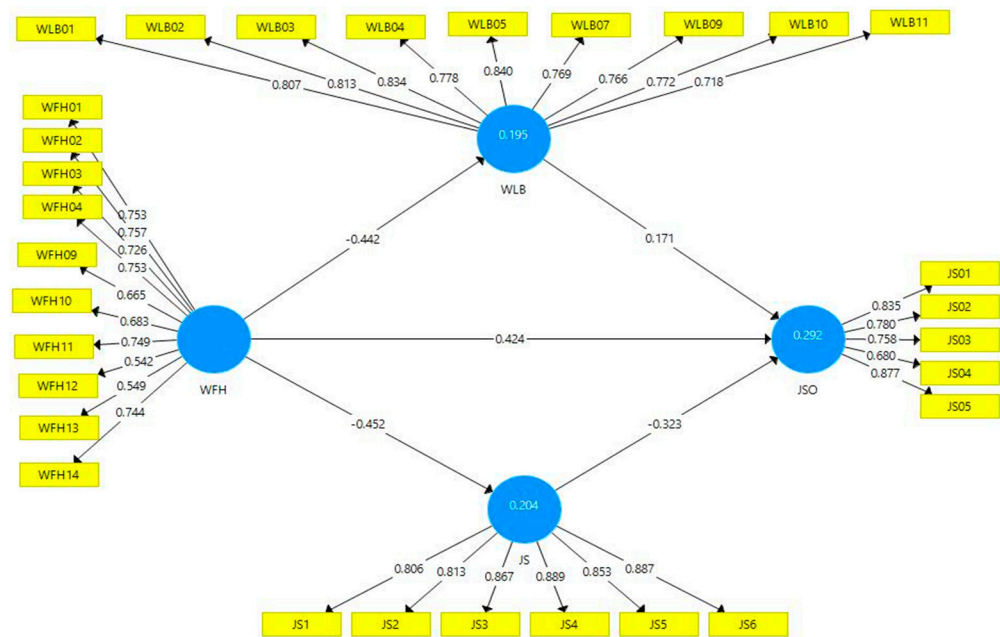 WLB01
WLB02
WLB03
WLB04
WLB05
WLB07
WLB09
WLB10
WLB11
0.807
0.813
0.834
0.778
0.840
0.769
0.766
0.772
0.718
0.195
WLB
WFH01
WFH02
WFH03
WFH04
WFH09
WFH10
WFH11
WFH12
WFH13
WFH14
0.753
0.757
0.726
0.753
0.665
0.683
0.749
0.542
0.549
0.744
WFH
-0.442
0.171
0.424
-0.452
-0.323
0.292
JSO
0.835
0.780
0.758
0.680
0.877
JS01
JS02
JS03
JS04
JS05
0.204
JS
0.806
0.813
0.867
0.889
0.853
0.887
JS1
JS2
JS3
JS4
JS5
JS6